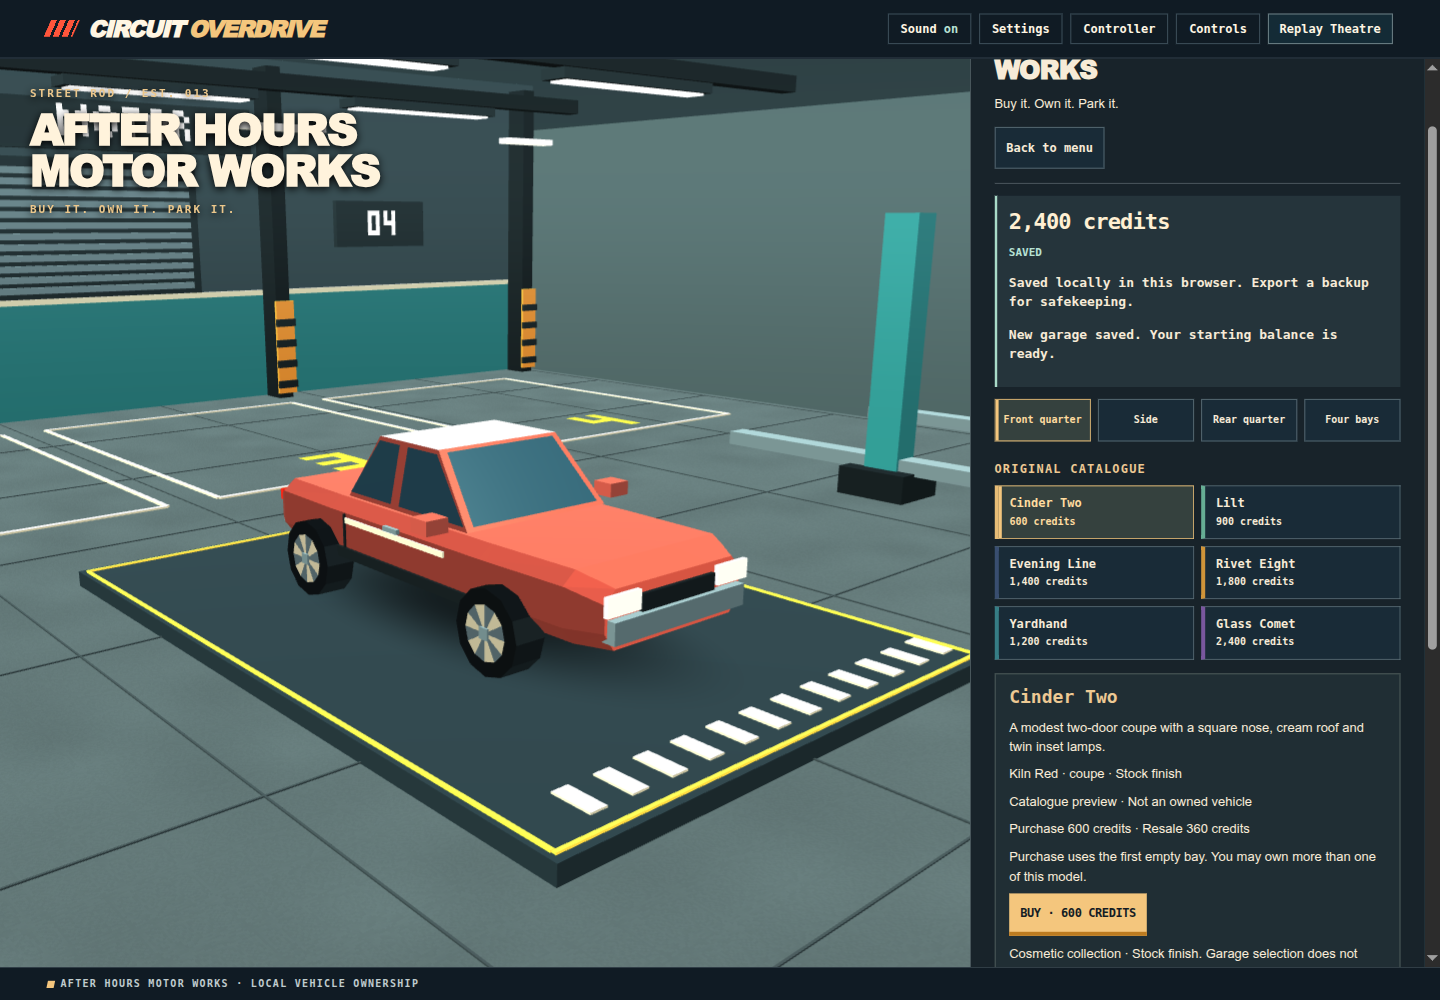 CIRCUIT OVERDRIVE
Sound on
Settings
Controller
Controls
Replay Theatre
STREET ROD / EST. 013
AFTER HOURS
MOTOR WORKS
BUY IT. OWN IT. PARK IT.
04
3
4
WORKS
Buy it. Own it. Park it.
Back to menu
2,400 credits
SAVED
Saved locally in this browser. Export a backup
for safekeeping.
New garage saved. Your starting balance is
ready.
Front quarter
Side
Rear quarter
Four bays
ORIGINAL CATALOGUE
Cinder Two
600 credits
Lilt
900 credits
Evening Line
1,400 credits
Rivet Eight
1,800 credits
Yardhand
1,200 credits
Glass Comet
2,400 credits
Cinder Two
A modest two-door coupe with a square nose, cream roof and
twin inset lamps.
Kiln Red · coupe · Stock finish
Catalogue preview · Not an owned vehicle
Purchase 600 credits · Resale 360 credits
Purchase uses the first empty bay. You may own more than one
of this model.
BUY · 600 CREDITS
Cosmetic collection · Stock finish. Garage selection does not
AFTER HOURS MOTOR WORKS · LOCAL VEHICLE OWNERSHIP